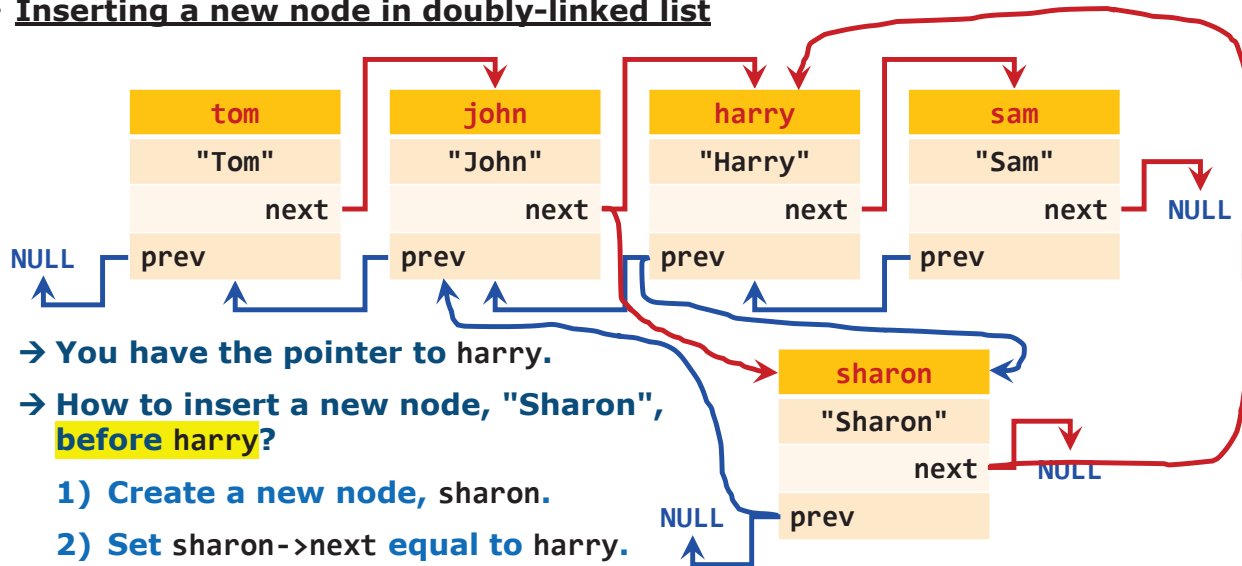 Inserting a new node in doubly-linked list
tom
john
harry
sam
"Tom"
"John"
"Harry"
"Sam"
next
next
next
next
NULL
NULL
prev
prev
prev
prev
→ You have the pointer to harry.
→ How to insert a new node, "Sharon",
before harry?
1) Create a new node, sharon.
2) Set sharon->next equal to harry.
sharon
"Sharon"
next
NULL
NULL
prev